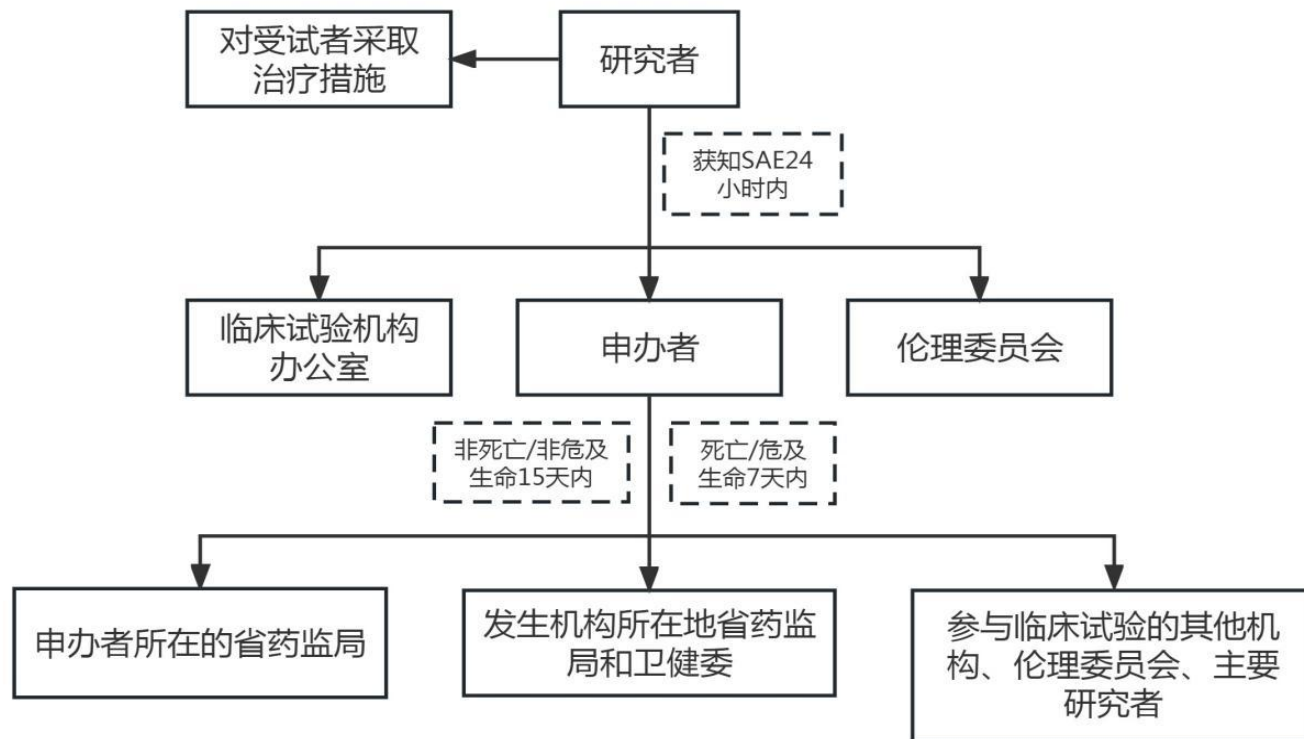 对受试者采取
治疗措施
研究者
获知SAE24
小时内
临床试验机构
办公室
申办者
伦理委员会
非死亡/非危及
生命15天内
死亡/危及
生命7天内
申办者所在的省药监局
发生机构所在地省药监
局和卫健委
参与临床试验的其他机
构、伦理委员会、主要
研究者